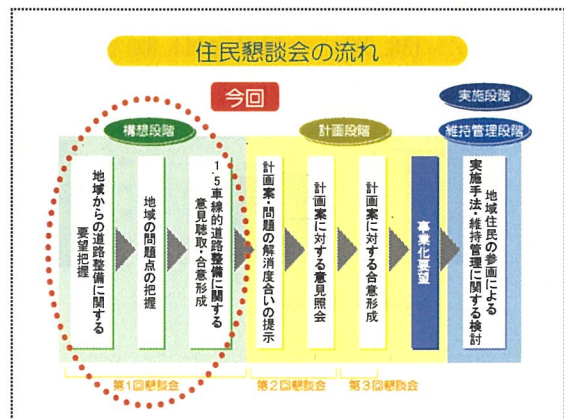 住民懇談会の流れ
今回
実施段階
構想段階
計画段階
維持管理段階
地域からの道路整備に関する
要望把握
地域の問題点の把握
1.5車線的道路整備に関する
意見聴取・合意形成
計画案・問題の解消度合いの提示
計画案に対する意見照会
計画案に対する合意形成
事業化要望
地域住民の参画による
実施手法・維持管理に関する検討
第1回懇談会
第2回懇談会
第3回懇談会